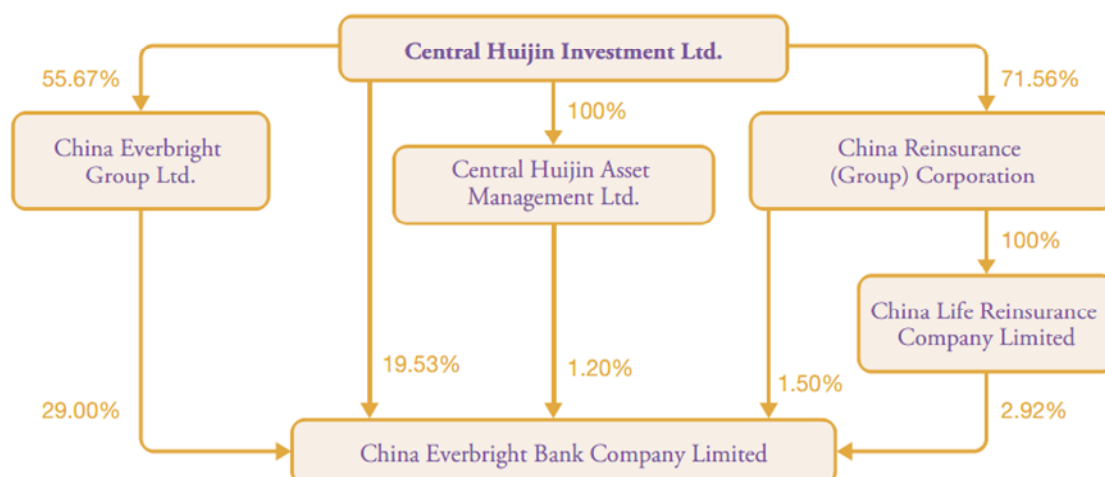 Central Huijin Investment Ltd.
55.67%
100%
71.56%
China Everbright
Group Ltd.
Central Huijin Asset
Management Ltd.
China Reinsurance
(Group) Corporation
100%
China Life Reinsurance
Company Limited
29.00%
19.53%
1.20%
1.50%
2.92%
China Everbright Bank Company Limited